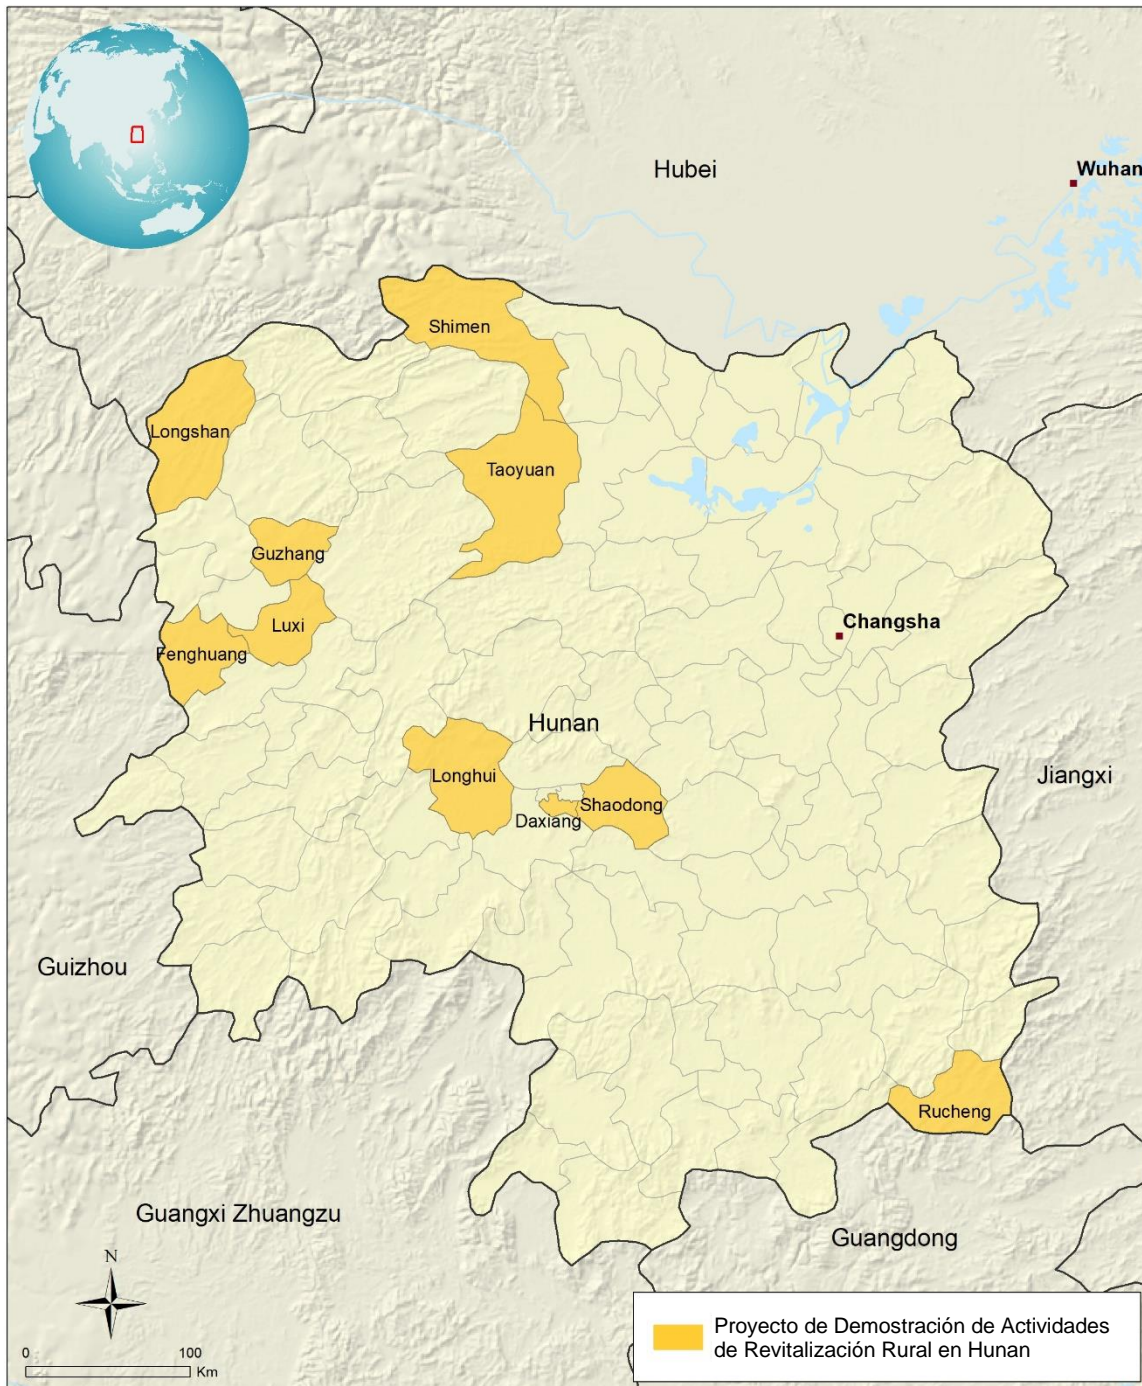 Hubei
Wuhan
Shimen
Longshan
Taoyuan
Guzhang
Luxi
Changsha
Fenghuang
Hunan
Longhui
Jiangxi
Shaodong
Daxiang
Guizhou
Rucheng
Guangxi Zhuangzu
Guangdong
N
0 100
Km
Proyecto de Demostración de Actividades
de Revitalización Rural en Hunan